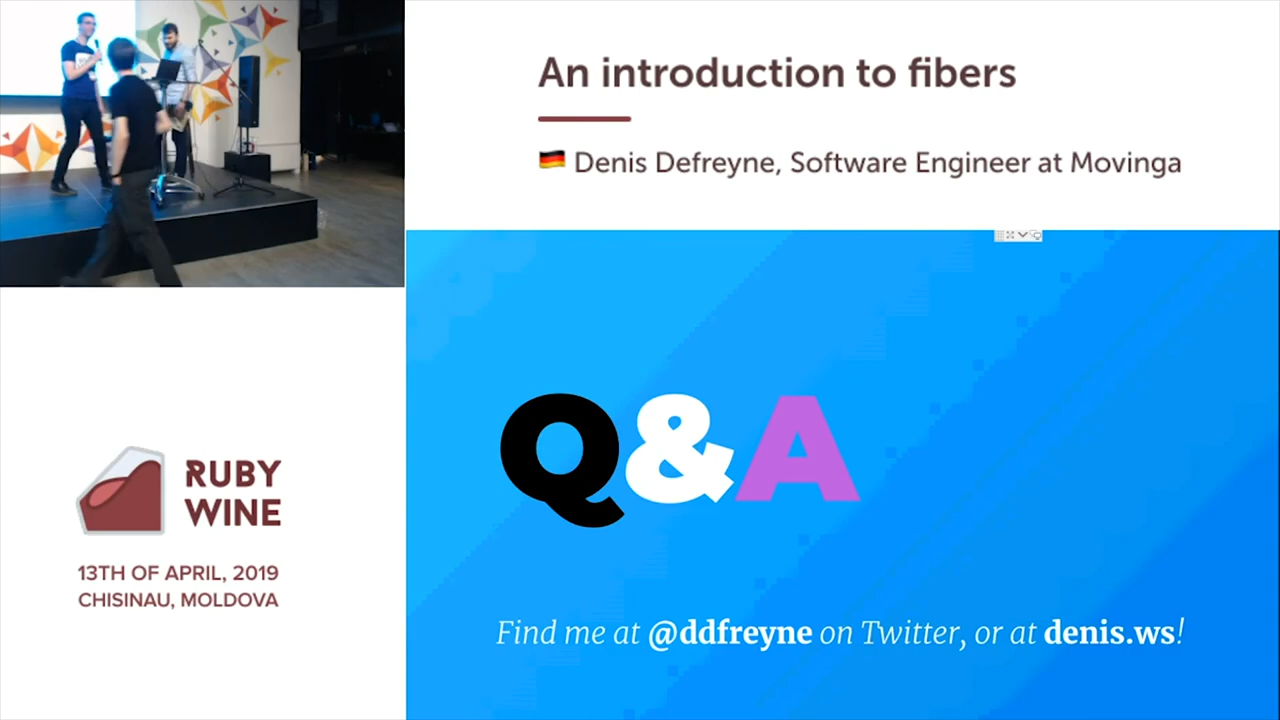 An introduction to fibers
Denis Defreyne, Software Engineer at Movinga
Q&A
Find me at @ddfreyne on Twitter, or at denis.ws!
RUBY
WINE
13TH OF APRIL, 2019
CHISINAU, MOLDOVA